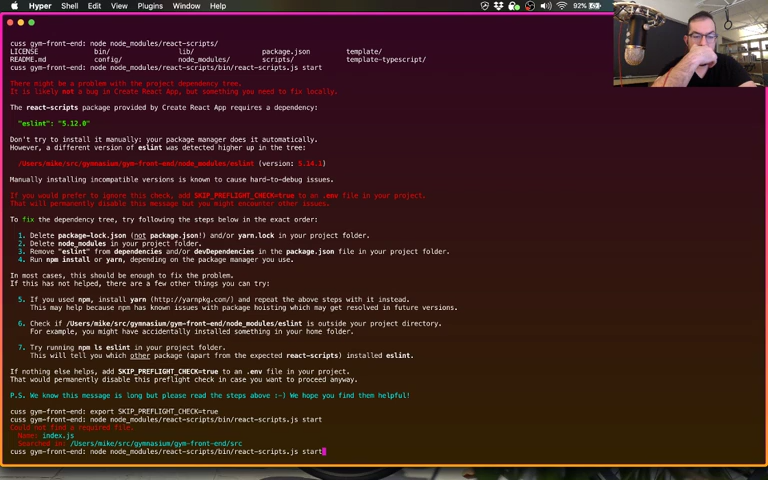 Hyper Shell Edit View Plugins Window Help 92%
cuss gym-front-end: node node_modules/react-scripts/
LICENSE bin/ lib/ package.json template/
README.md config/ node_modules/ scripts/ template-typescript/
cuss gym-front-end: node node_modules/react-scripts/bin/react-scripts.js start
There might be a problem with the project dependency tree.
It is likely not a bug in Create React App, but something you need to fix locally.
The react-scripts package provided by Create React App requires a dependency:
"eslint": "5.12.0"
Don't try to install it manually: your package manager does it automatically.
However, a different version of eslint was detected higher up in the tree:
/Users/mike/src/gymnasium/gym-front-end/node_modules/eslint (version: 5.14.1)
Manually installing incompatible versions is known to cause hard-to-debug issues.
If you would prefer to ignore this check, add SKIP_PREFLIGHT_CHECK=true to an .env file in your project.
That will permanently disable this message but you might encounter other issues.
To fix the dependency tree, try following the steps below in the exact order:
1. Delete package-lock.json (not package.json!) and/or yarn.lock in your project folder.
2. Delete node_modules in your project folder.
3. Remove "eslint" from dependencies and/or devDependencies in the package.json file in your project folder.
4. Run npm install or yarn, depending on the package manager you use.
In most cases, this should be enough to fix the problem.
If this has not helped, there are a few other things you can try:
5. If you used npm, install yarn (http://yarnpkg.com/) and repeat the above steps with it instead.
This may help because npm has known issues with package hoisting which may get resolved in future versions.
6. Check if /Users/mike/src/gymnasium/gym-front-end/node_modules/eslint is outside your project directory.
For example, you might have accidentally installed something in your home folder.
7. Try running npm ls eslint in your project folder.
This will tell you which other package (apart from the expected react-scripts) installed eslint.
If nothing else helps, add SKIP_PREFLIGHT_CHECK=true to an .env file in your project.
That would permanently disable this preflight check in case you want to proceed anyway.
P.S. We know this message is long but please read the steps above :-) We hope you find them helpful!
cuss gym-front-end: export SKIP_PREFLIGHT_CHECK=true
cuss gym-front-end: node node_modules/react-scripts/bin/react-scripts.js start
Could not find a required file.
Name: index.js
Searched in: /Users/mike/src/gymnasium/gym-front-end/src
cuss gym-front-end: node node_modules/react-scripts/bin/react-scripts.js start